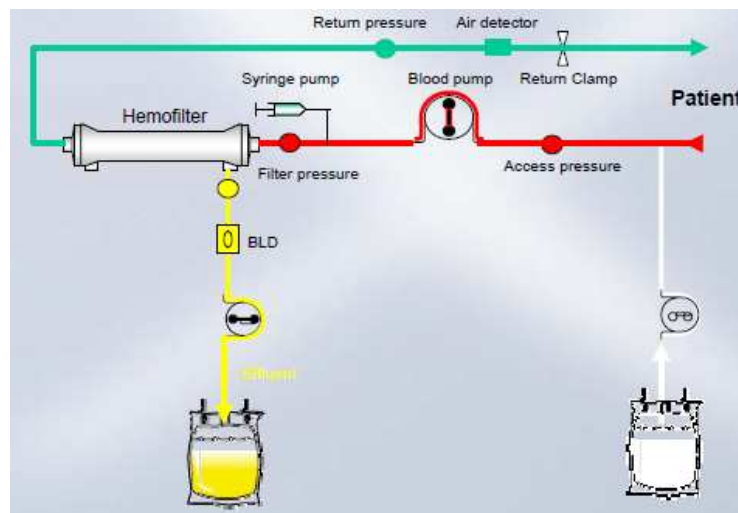 Return pressure
Air detector
Syringe pump
Blood pump
Return Clamp
Patient
Hemofilter
Filter pressure
Access pressure
BLD
Effluent